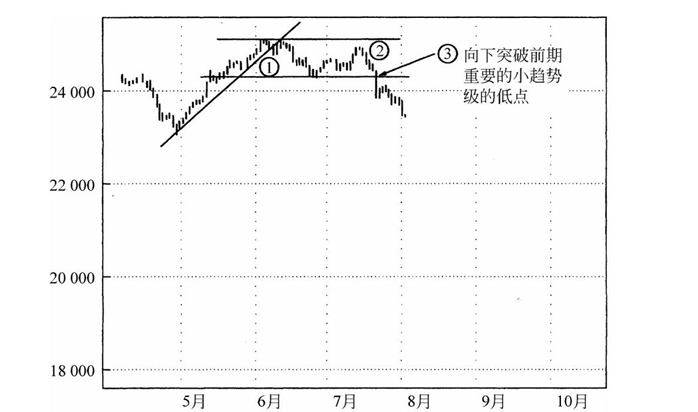 ③ 向下突破前期
重要的小趋势
级的低点
②
①
24 000
22 000
20 000
18 000
5月 6月 7月 8月 9月 10月